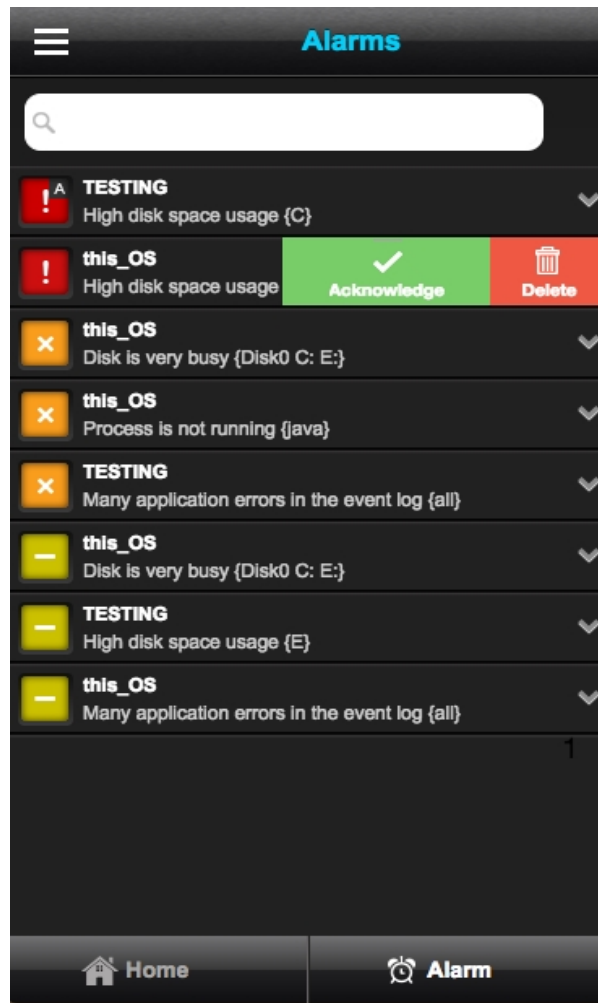 Alarms
A
TESTING
High disk space usage {C}
this_OS
High disk space usage
Acknowledge
Delete
this_OS
Disk is very busy {Disk0 C: E:}
this_OS
Process is not running {java}
TESTING
Many application errors in the event log {all}
this_OS
Disk is very busy {Disk0 C: E:}
TESTING
High disk space usage {E}
this_OS
Many application errors in the event log {all}
1
Home
Alarm